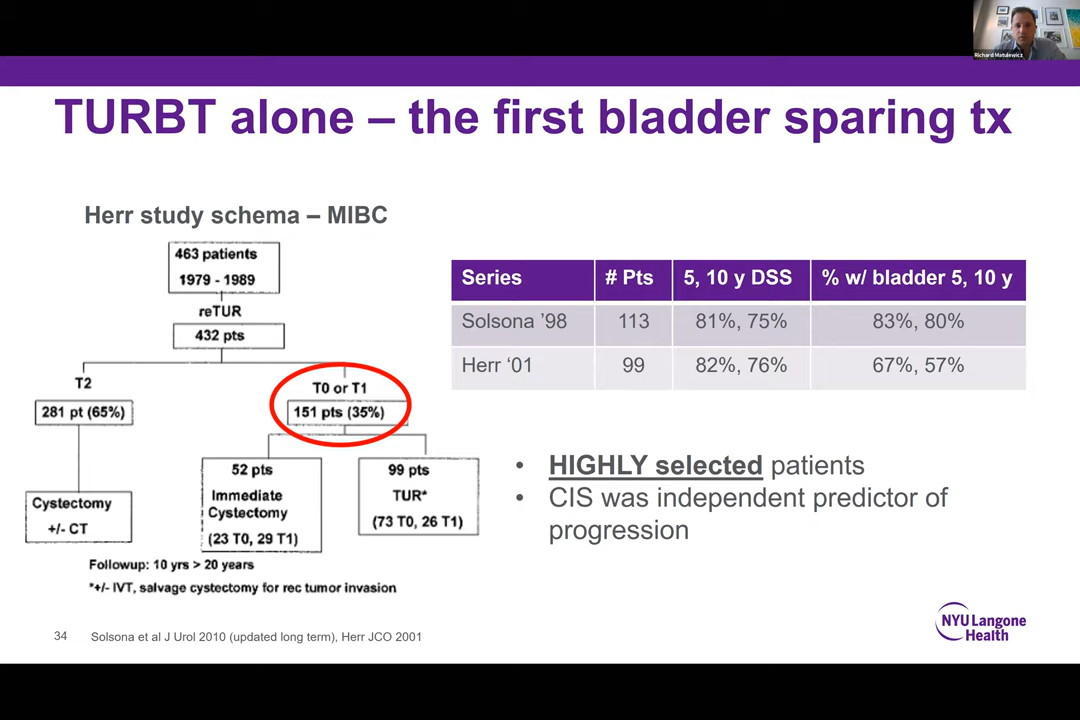 Richard Matulewicz
TURBT alone – the first bladder sparing tx
Herr study schema – MIBC
463 patients
1979 - 1989
reTUR
432 pts
T2
281 pt (65%)
Cystectomy
+/- CT
T0 or T1
151 pts (35%)
52 pts
Immediate
Cystectomy
(23 T0, 29 T1)
99 pts
TUR*
(73 T0, 26 T1)
Followup: 10 yrs > 20 years
*+/- IVT, salvage cystectomy for rec tumor invasion
Series # Pts 5, 10 y DSS % w/ bladder 5, 10 y
Solsona ’98 113 81%, 75% 83%, 80%
Herr ‘01 99 82%, 76% 67%, 57%
• HIGHLY selected patients
• CIS was independent predictor of
progression
34 Solsona et al J Urol 2010 (updated long term), Herr JCO 2001
NYU Langone
Health